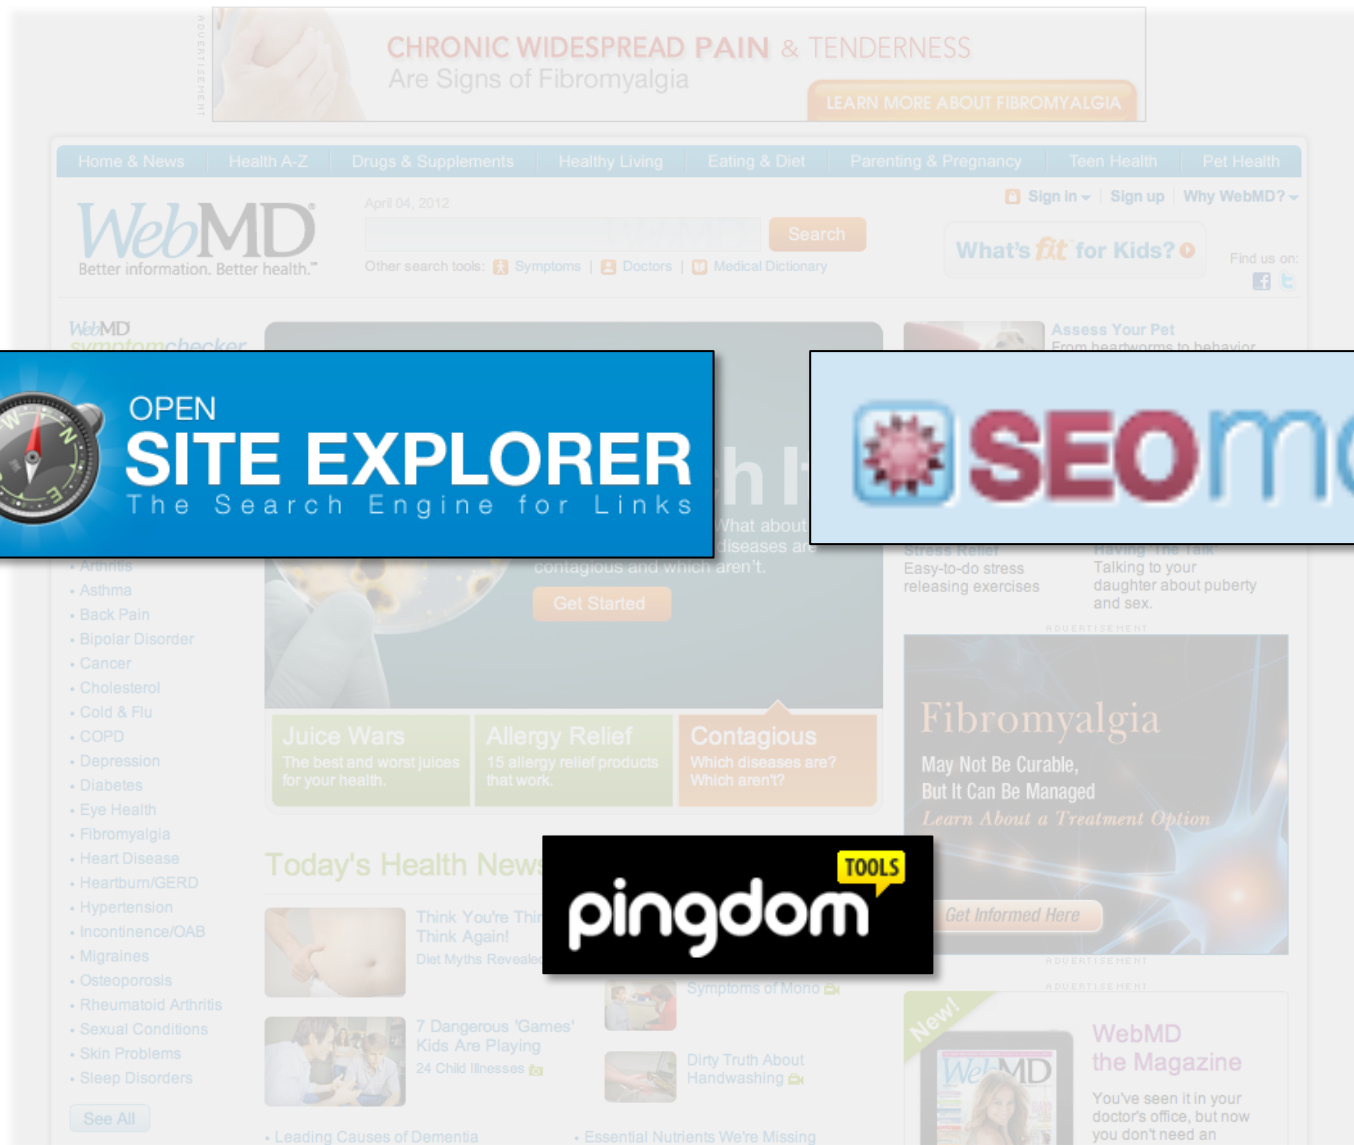 ADVERTISEMENT
CHRONIC WIDESPREAD PAIN & TENDERNESS
Are Signs of Fibromyalgia
LEARN MORE ABOUT FIBROMYALGIA
Home & News Health A-Z Drugs & Supplements Healthy Living Eating & Diet Parenting & Pregnancy Teen Health Pet Health
Sign in Sign up Why WebMD?
April 04, 2012
WebMD
Better information. Better health.™
Search
Other search tools: Symptoms | Doctors | Medical Dictionary
What's fit for Kids?
Find us on:
WebMD
symptomchecker
Assess Your Pet
From heartworms to behavior
OPEN
SITE EXPLORER
The Search Engine for Links
SEOmo
What about
diseases are
contagious and which aren't.
Get Started
Stress Relief
Easy-to-do stress
releasing exercises
Having The Talk
Talking to your
daughter about puberty
and sex.
Arthritis
Asthma
Back Pain
Bipolar Disorder
Cancer
Cholesterol
Cold & Flu
COPD
Depression
Diabetes
Eye Health
Fibromyalgia
Heart Disease
Heartburn/GERD
Hypertension
Incontinence/OAB
Migraines
Osteoporosis
Rheumatoid Arthritis
Sexual Conditions
Skin Problems
Sleep Disorders
See All
Juice Wars
The best and worst juices
for your health.
Allergy Relief
15 allergy relief products
that work.
Contagious
Which diseases are?
Which aren't?
ADVERTISEMENT
Fibromyalgia
May Not Be Curable,
But It Can Be Managed
Learn About a Treatment Option
Get Informed Here
ADVERTISEMENT
Today's Health News
Think You're Thi
Think Again!
Diet Myths Revealed
pingdom
TOOLS
Symptoms of Mono
7 Dangerous 'Games'
Kids Are Playing
24 Child Illnesses
Dirty Truth About
Handwashing
Leading Causes of Dementia
Essential Nutrients We're Missing
ADVERTISEMENT
New!
WebMD
WebMD
the Magazine
You've seen it in your
doctor's office, but now
you don't need an